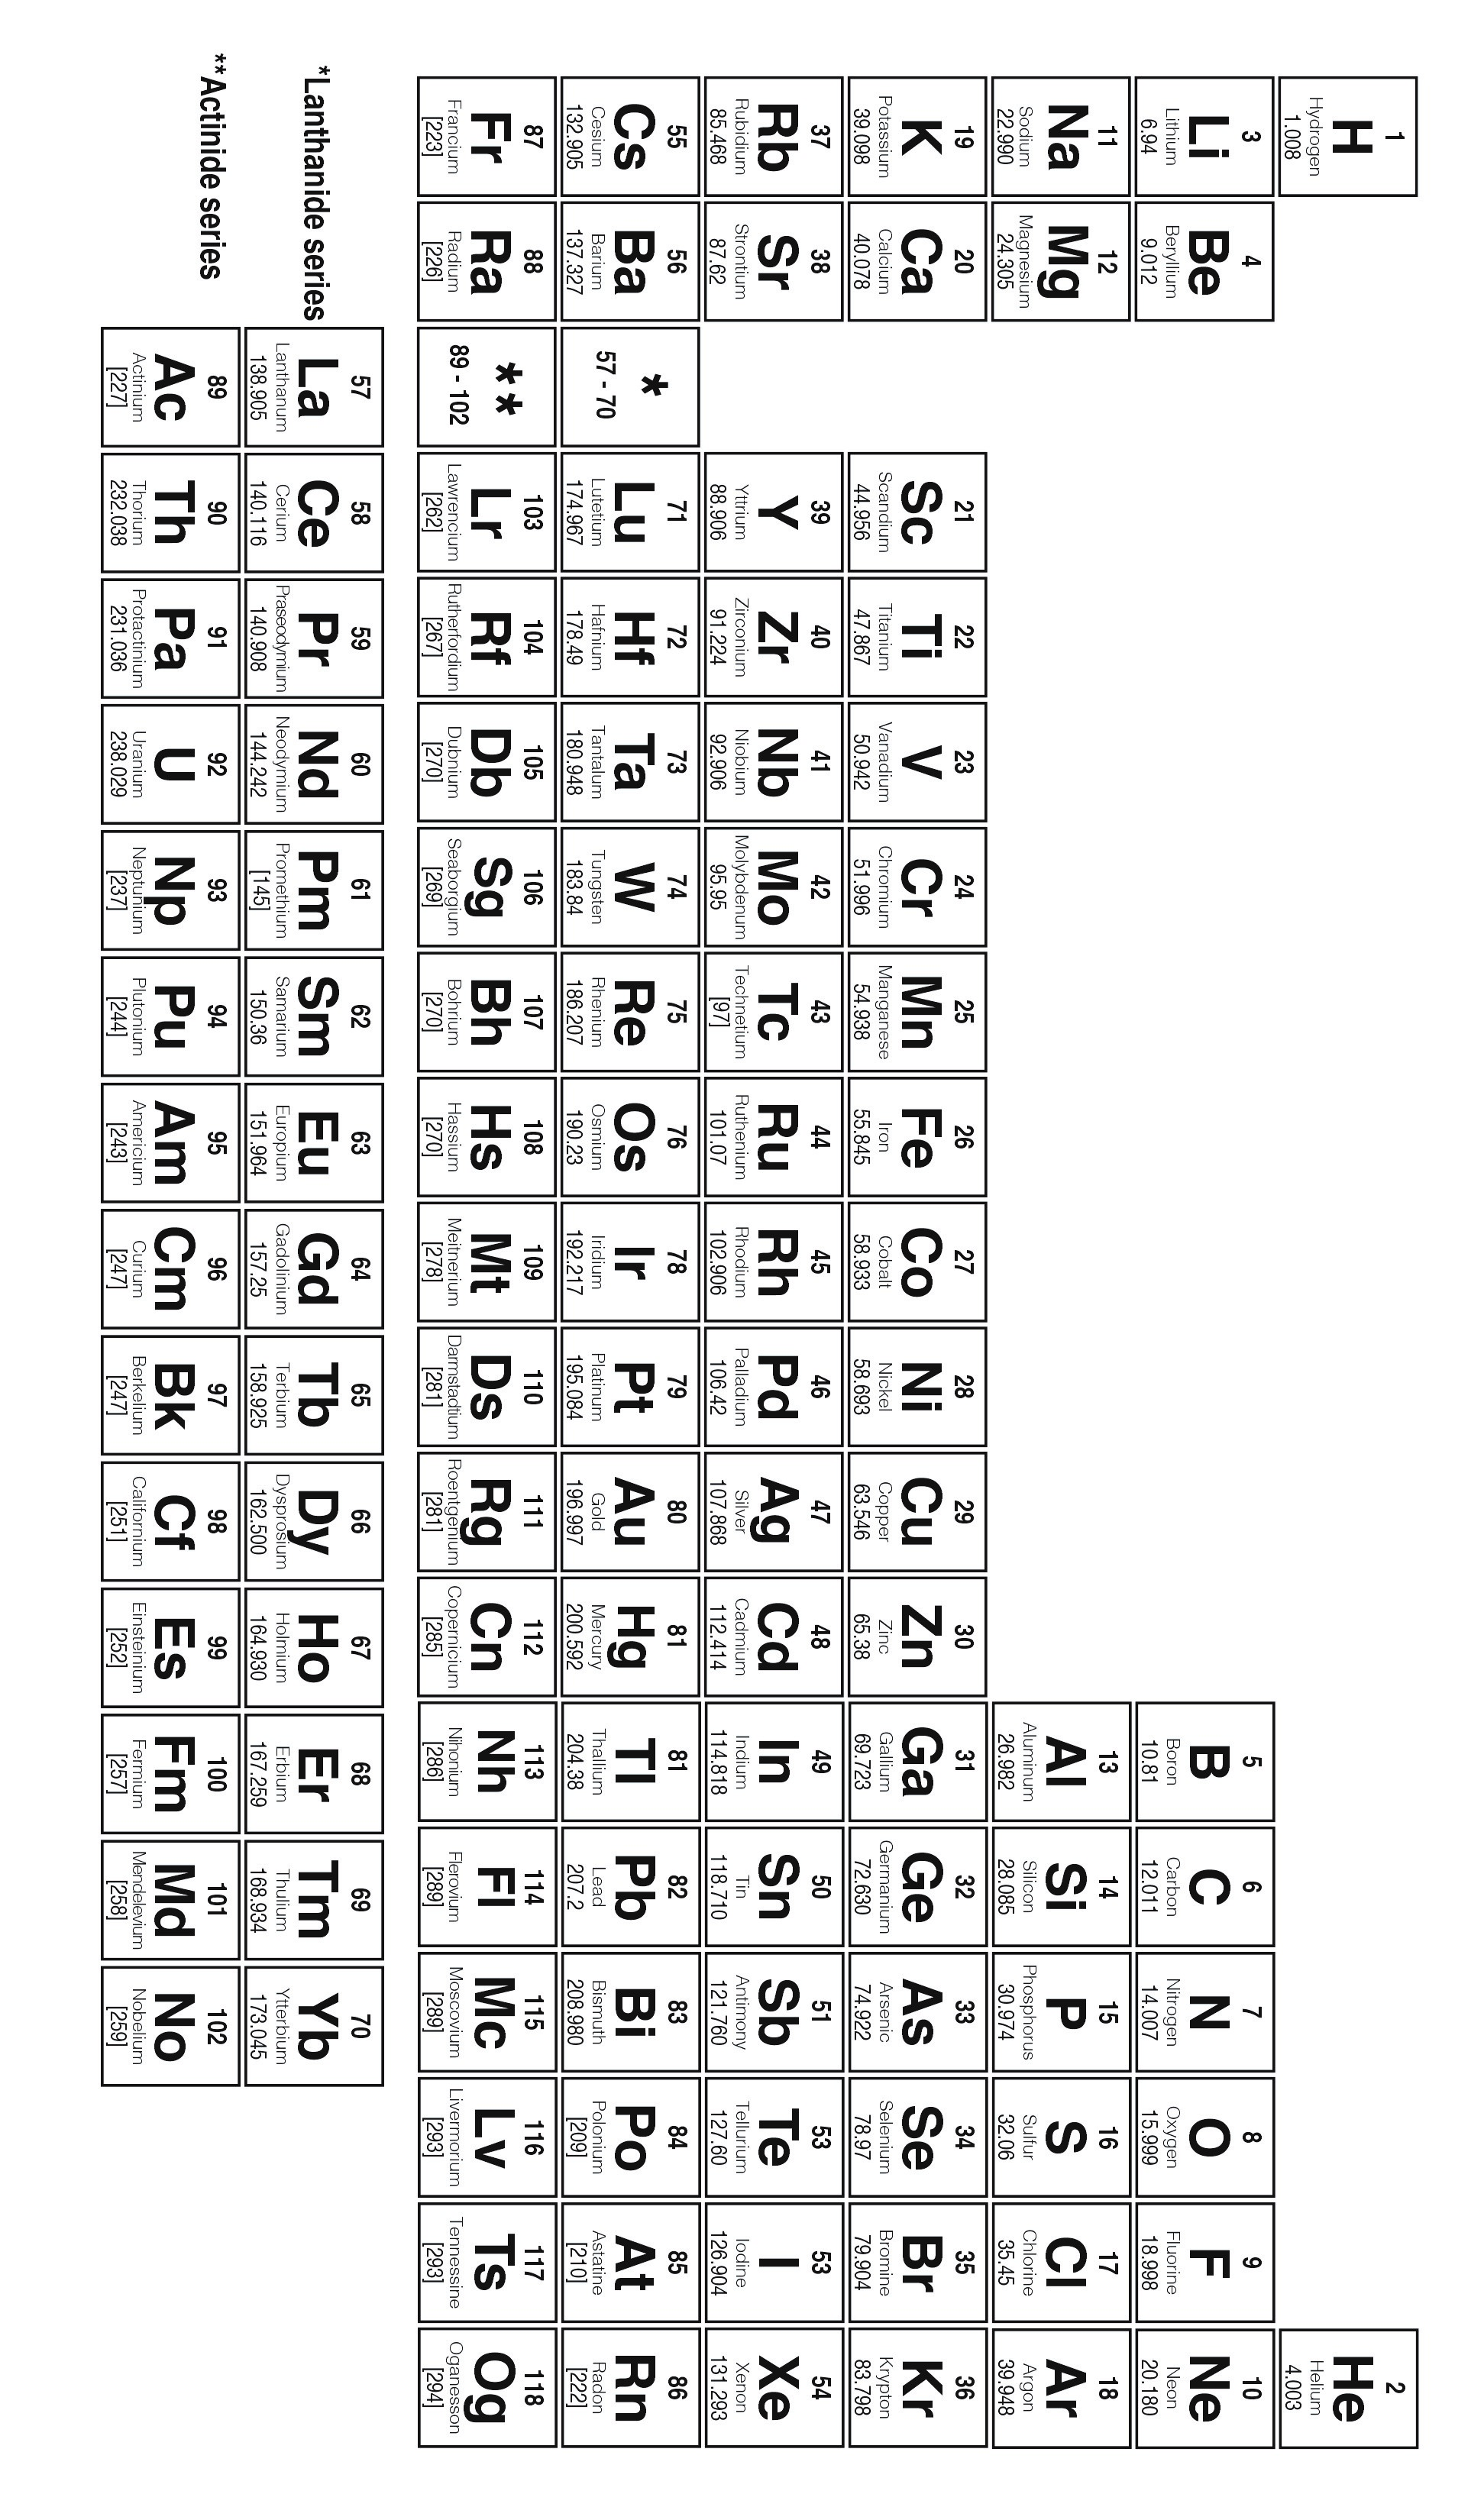 1
H
Hydrogen
1.008
2
He
Helium
4.003
3
Li
Lithium
6.94
4
Be
Beryllium
9.012
5
B
Boron
10.81
6
C
Carbon
12.011
7
N
Nitrogen
14.007
8
O
Oxygen
15.999
9
F
Fluorine
18.998
10
Ne
Neon
20.180
11
Na
Sodium
22.990
12
Mg
Magnesium
24.305
13
Al
Aluminum
26.982
14
Si
Silicon
28.085
15
P
Phosphorus
30.974
16
S
Sulfur
32.06
17
Cl
Chlorine
35.45
18
Ar
Argon
39.948
19
K
Potassium
39.098
20
Ca
Calcium
40.078
21
Sc
Scandium
44.956
22
Ti
Titanium
47.867
23
V
Vanadium
50.942
24
Cr
Chromium
51.996
25
Mn
Manganese
54.938
26
Fe
Iron
55.845
27
Co
Cobalt
58.933
28
Ni
Nickel
58.693
29
Cu
Copper
63.546
30
Zn
Zinc
65.38
31
Ga
Gallium
69.723
32
Ge
Germanium
72.630
33
As
Arsenic
74.922
34
Se
Selenium
78.97
35
Br
Bromine
79.904
36
Kr
Krypton
83.798
37
Rb
Rubidium
85.468
38
Sr
Strontium
87.62
39
Y
Yttrium
88.906
40
Zr
Zirconium
91.224
41
Nb
Niobium
92.906
42
Mo
Molybdenum
95.95
43
Tc
Technetium
[97]
44
Ru
Ruthenium
101.07
45
Rh
Rhodium
102.906
46
Pd
Palladium
106.42
47
Ag
Silver
107.868
48
Cd
Cadmium
112.414
49
In
Indium
114.818
50
Sn
Tin
118.710
51
Sb
Antimony
121.760
53
Te
Tellurium
127.60
53
I
Iodine
126.904
54
Xe
Xenon
131.293
55
Cs
Cesium
132.905
56
Ba
Barium
137.327
*
57 - 70
71
Lu
Lutetium
174.967
72
Hf
Hafnium
178.49
73
Ta
Tantalum
180.948
74
W
Tungsten
183.84
75
Re
Rhenium
186.207
76
Os
Osmium
190.23
78
Ir
Iridium
192.217
79
Pt
Platinum
195.084
80
Au
Gold
196.997
81
Hg
Mercury
200.592
81
Tl
Thallium
204.38
82
Pb
Lead
207.2
83
Bi
Bismuth
208.980
84
Po
Polonium
[209]
85
At
Astatine
[210]
86
Rn
Radon
[222]
87
Fr
Francium
[223]
88
Ra
Radium
[226]
**
89 - 102
103
Lr
Lawrencium
[262]
104
Rf
Rutherfordium
[267]
105
Db
Dubnium
[270]
106
Sg
Seaborgium
[269]
107
Bh
Bohrium
[270]
108
Hs
Hassium
[270]
109
Mt
Meitnerium
[278]
110
Ds
Darmstadtium
[281]
111
Rg
Roentgenium
[281]
112
Cn
Copernicium
[285]
113
Nh
Nihonium
[286]
114
Fl
Flerovium
[289]
115
Mc
Moscovium
[289]
116
Lv
Livermorium
[293]
117
Ts
Tennessine
[293]
118
Og
Oganesson
[294]
*Lanthanide series
57
La
Lanthanum
138.905
58
Ce
Cerium
140.116
59
Pr
Praseodymium
140.908
60
Nd
Neodymium
144.242
61
Pm
Promethium
[145]
62
Sm
Samarium
150.36
63
Eu
Europium
151.964
64
Gd
Gadolinium
157.25
65
Tb
Terbium
158.925
66
Dy
Dysprosium
162.500
67
Ho
Holmium
164.930
68
Er
Erbium
167.259
69
Tm
Thulium
168.934
70
Yb
Ytterbium
173.045
**Actinide series
89
Ac
Actinium
[227]
90
Th
Thorium
232.038
91
Pa
Protactinium
231.036
92
U
Uranium
238.029
93
Np
Neptunium
[237]
94
Pu
Plutonium
[244]
95
Am
Americium
[243]
96
Cm
Curium
[247]
97
Bk
Berkelium
[247]
98
Cf
Californium
[251]
99
Es
Einsteinium
[252]
100
Fm
Fermium
[257]
101
Md
Mendelevium
[258]
102
No
Nobelium
[259]